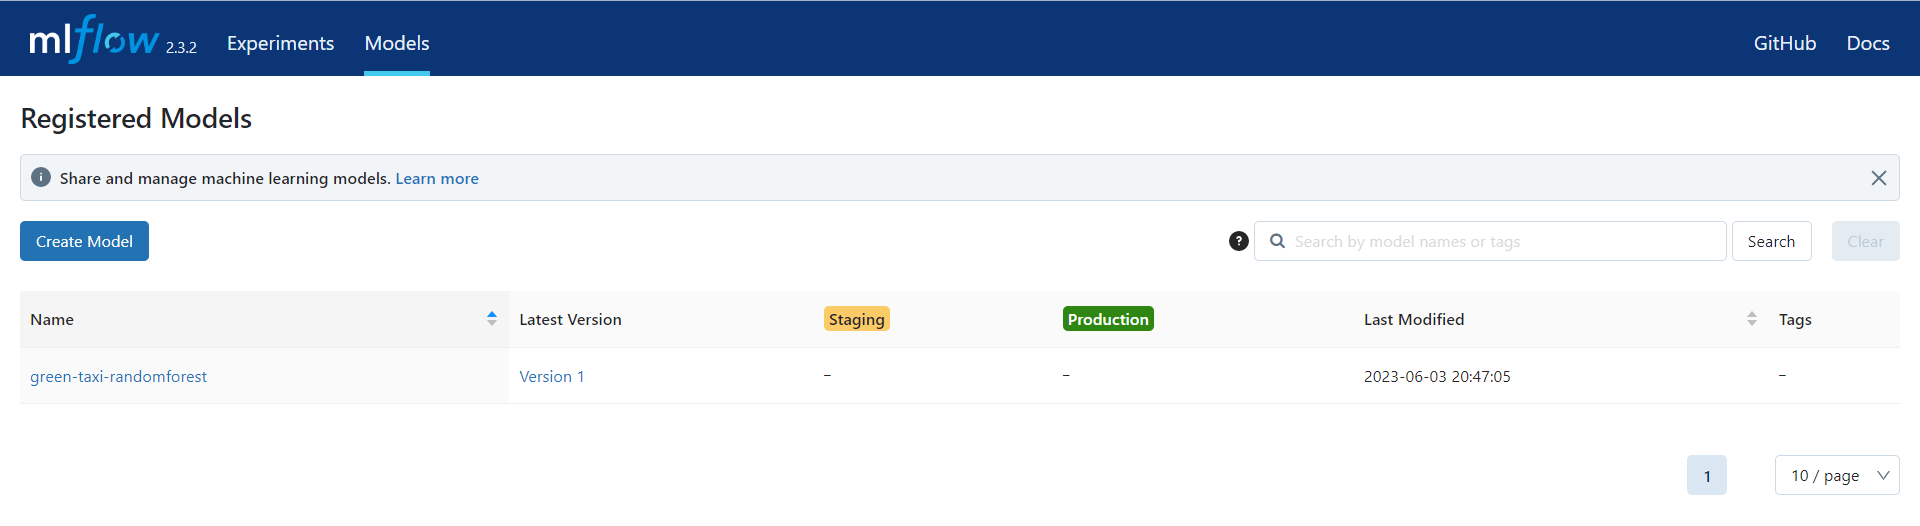 mlflow 2.3.2 Experiments Models GitHub Docs
Registered Models
i Share and manage machine learning models. Learn more
Create Model ? Search by model names or tags Search Clear
Name Latest Version Staging Production Last Modified Tags
green-taxi-randomforest Version 1 – – 2023-06-03 20:47:05 –
1 10 / page